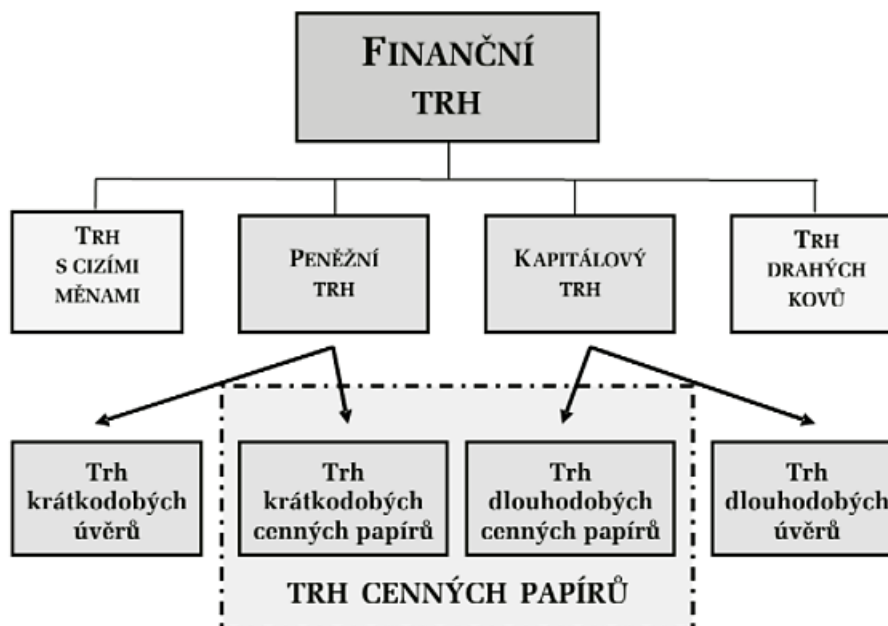 FINANČNÍ
TRH
TRH
S CIZÍMI
MĚNAMI
PENĚŽNÍ
TRH
KAPITÁLOVÝ
TRH
TRH
DRAHÝCH
KOVŮ
Trh
krátkodobých
úvěrů
Trh
krátkodobých
cenných papírů
Trh
dlouhodobých
cenných papírů
Trh
dlouhodobých
úvěrů
TRH CENNÝCH PAPÍRŮ